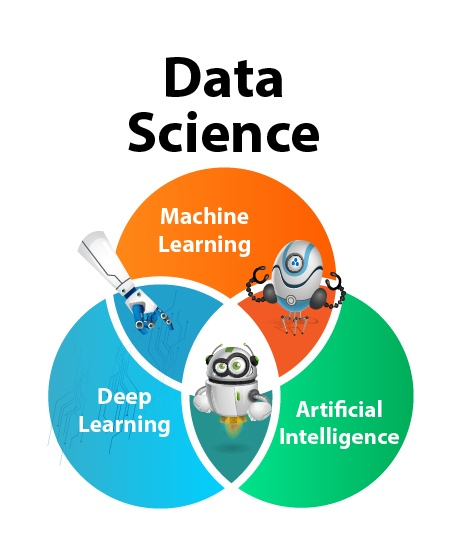 Data
Science
Machine
Learning
Deep
Learning
Artificial
Intelligence